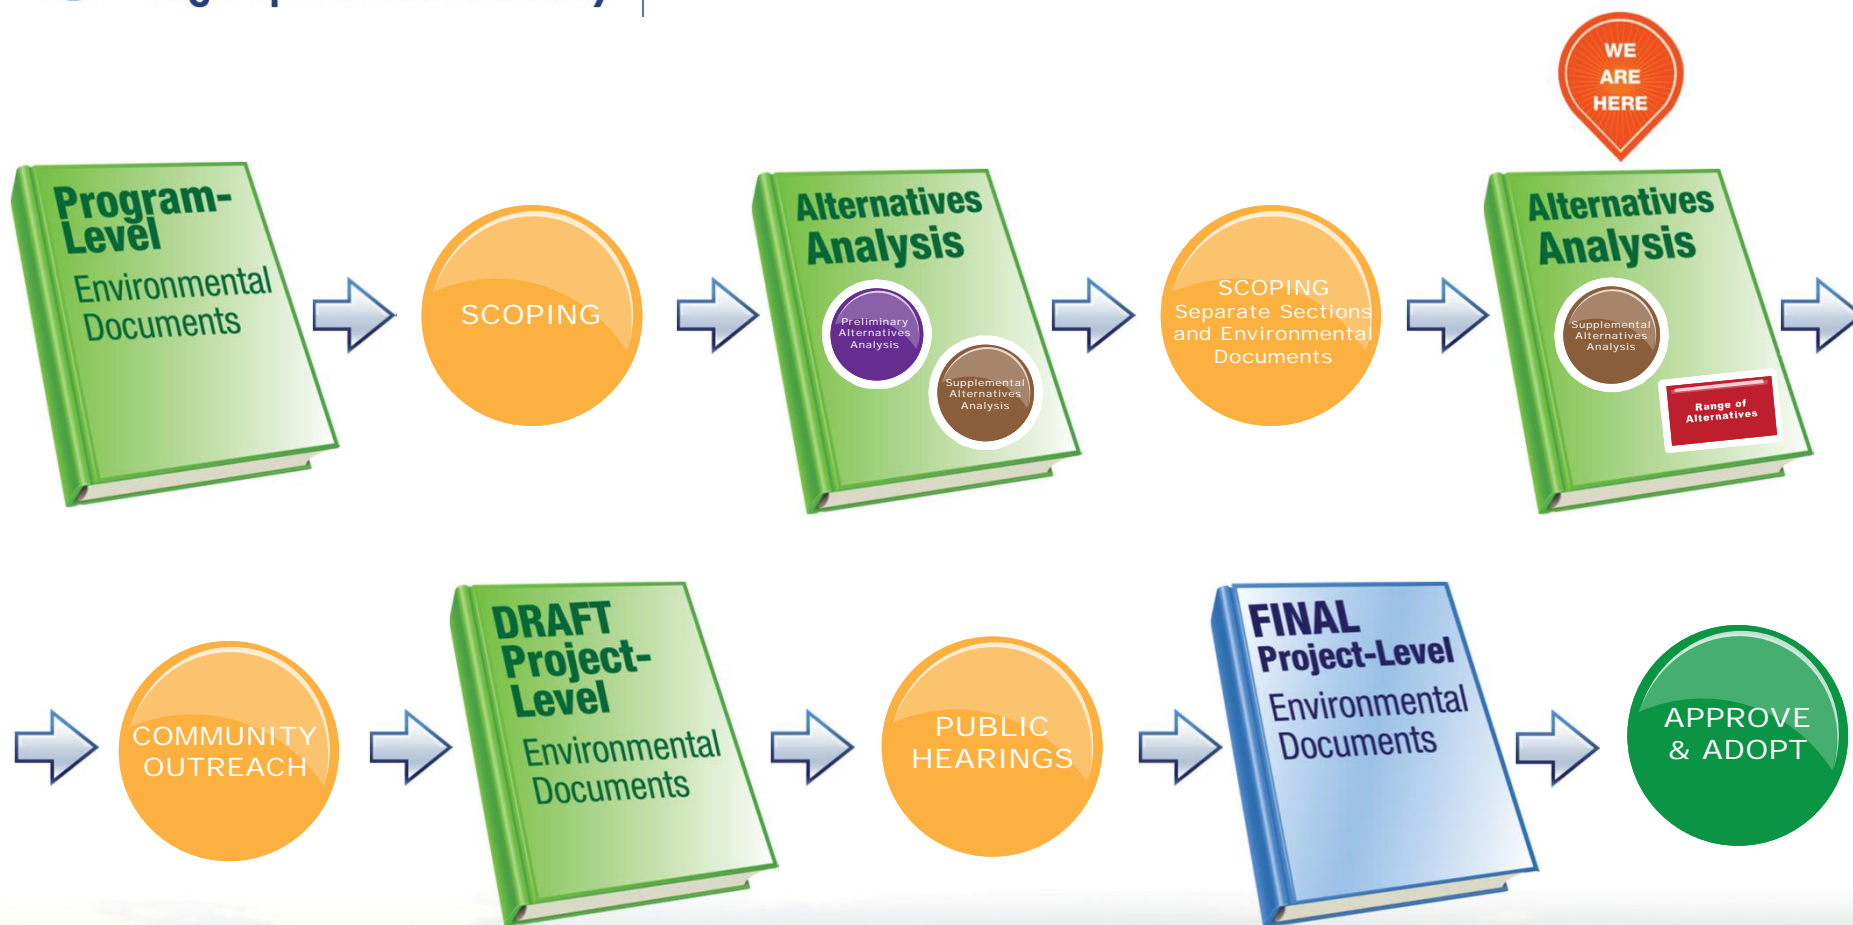 WE
ARE
HERE
Program-
Level
Environmental
Documents
SCOPING
Alternatives
Analysis
Preliminary
Alternatives
Analysis
Supplemental
Alternatives
Analysis
SCOPING
Separate Sections
and Environmental
Documents
Alternatives
Analysis
Supplemental
Alternatives
Analysis
Range of
Alternatives
COMMUNITY
OUTREACH
DRAFT
Project-
Level
Environmental
Documents
PUBLIC
HEARINGS
FINAL
Project-Level
Environmental
Documents
APPROVE
& ADOPT